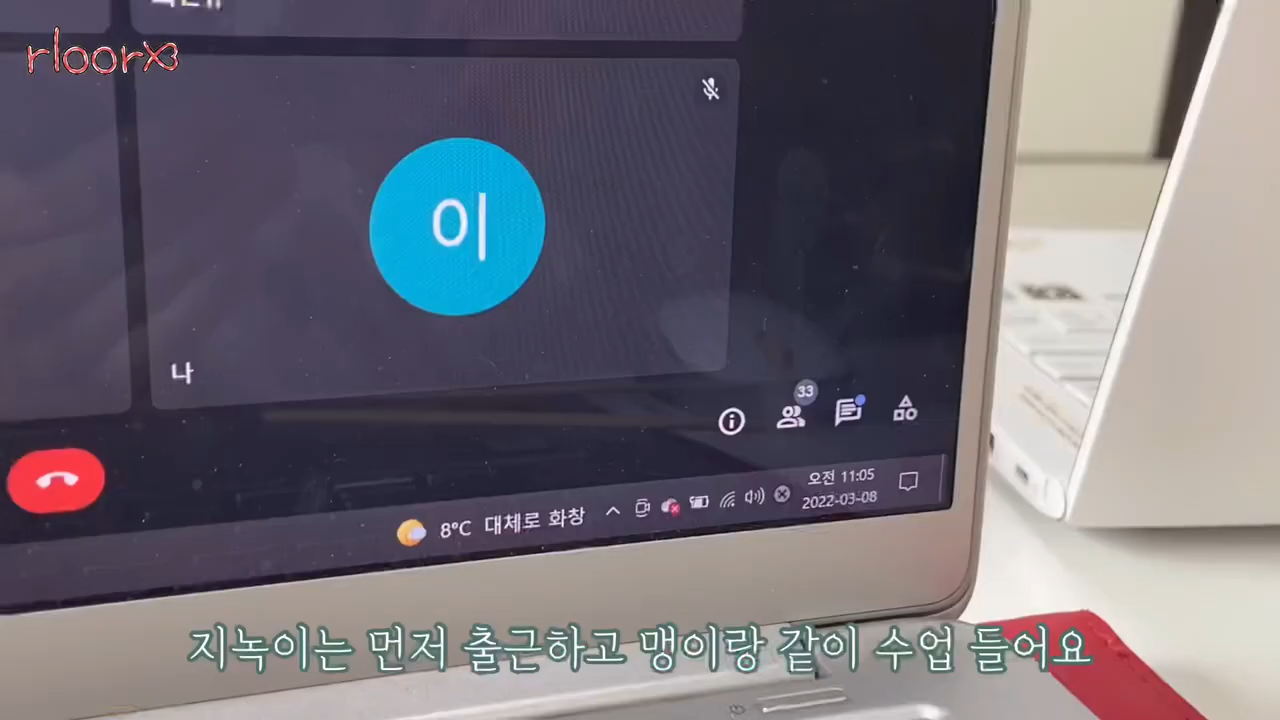 rloorx3
이
나
33
8°C 대체로 화창
오전 11:05
2022-03-08
지녹이는 먼저 출근하고 맹이랑 같이 수업 들어요